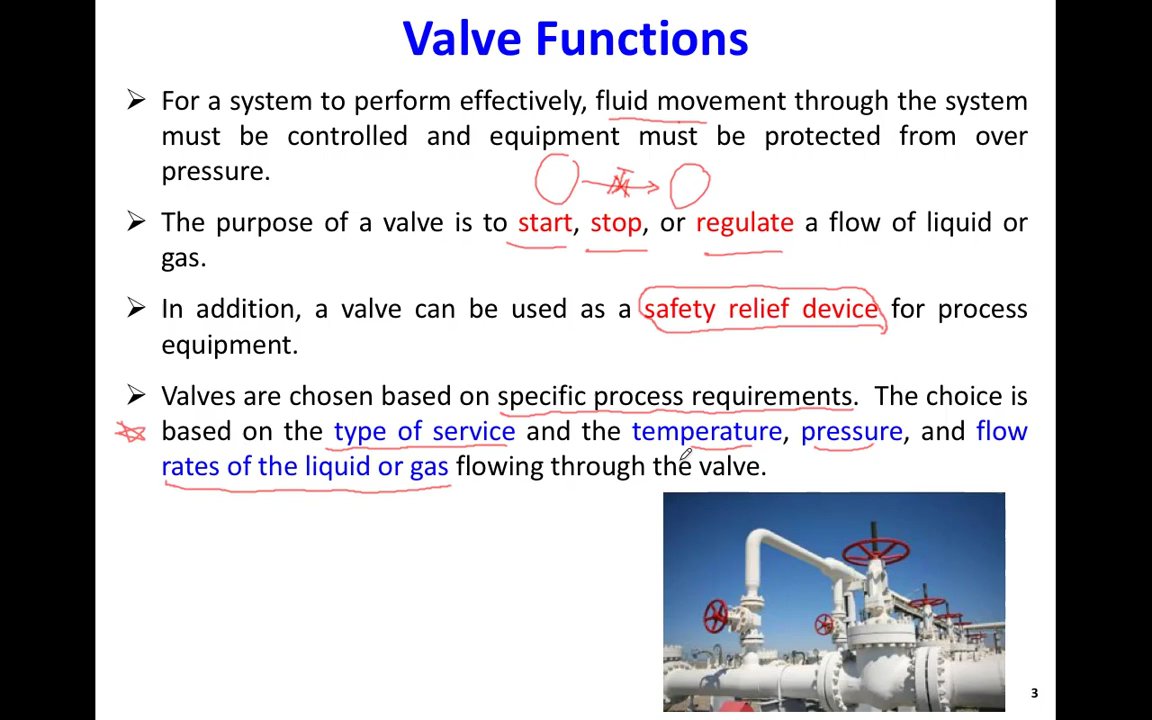 Valve Functions
➢ For a system to perform effectively, fluid movement through the system
must be controlled and equipment must be protected from over
pressure.
➢ The purpose of a valve is to start, stop, or regulate a flow of liquid or
gas.
➢ In addition, a valve can be used as a safety relief device for process
equipment.
➢ Valves are chosen based on specific process requirements. The choice is
based on the type of service and the temperature, pressure, and flow
rates of the liquid or gas flowing through the valve.
3